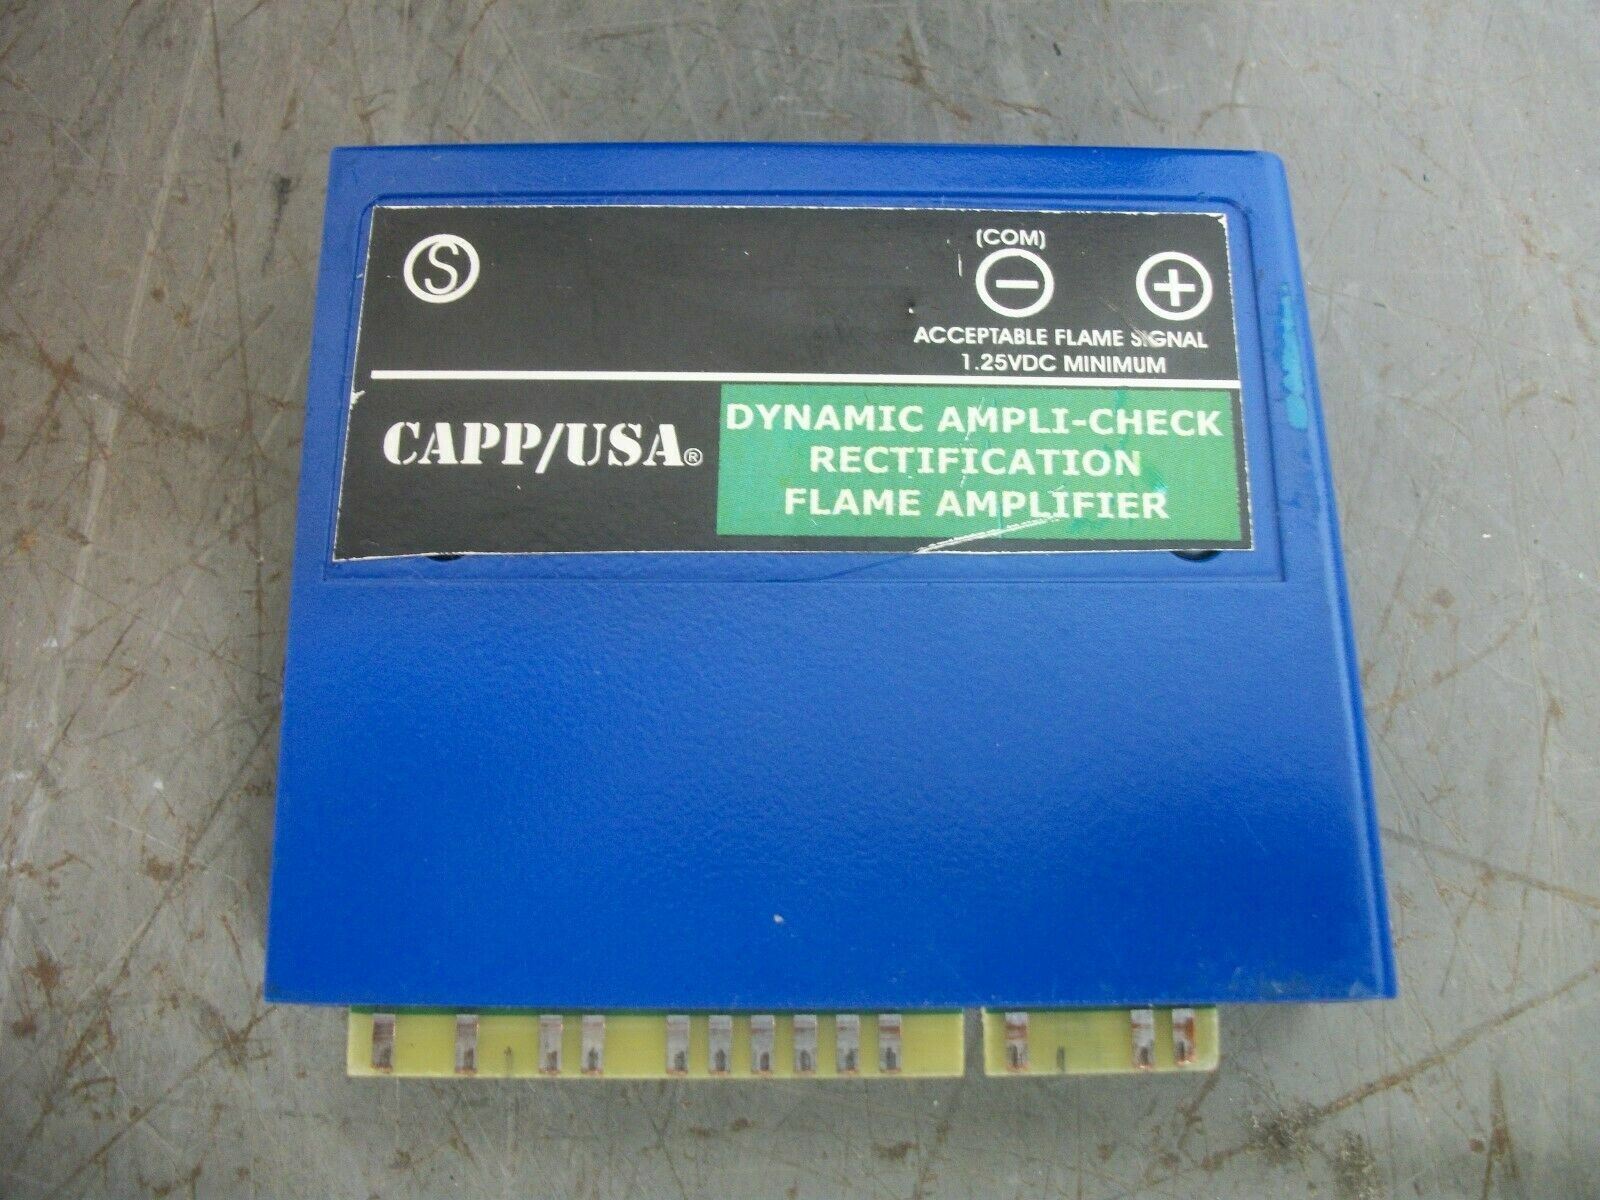 S
(COM)
− +
ACCEPTABLE FLAME SIGNAL
1.25VDC MINIMUM
CAPP/USA®
DYNAMIC AMPLI-CHECK
RECTIFICATION
FLAME AMPLIFIER